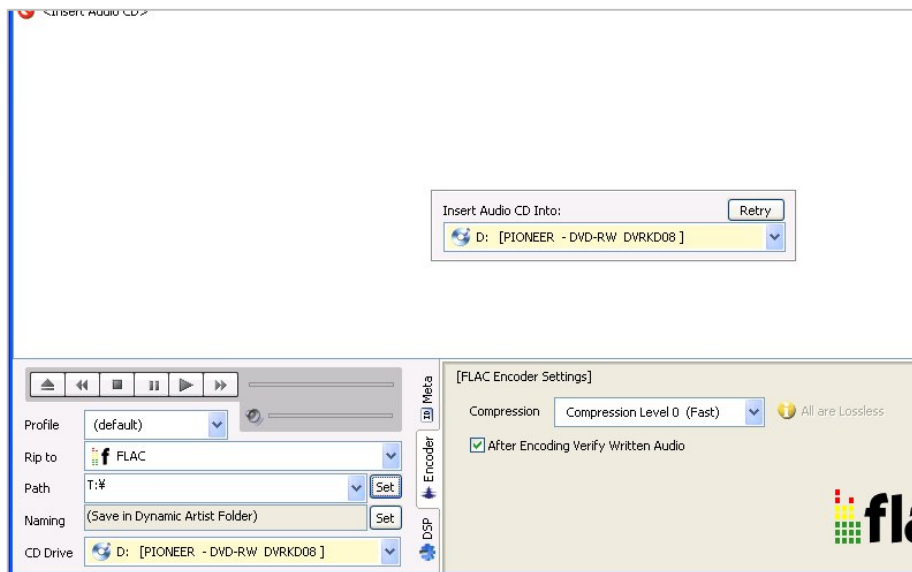 <Insert Audio CD>
Insert Audio CD Into:
Retry
D: [PIONEER - DVD-RW DVRKD08 ]
[FLAC Encoder Settings]
Compression
Compression Level 0 (Fast)
All are Lossless
After Encoding Verify Written Audio
Profile
(default)
Rip to
f FLAC
Path
T:¥
Set
Naming
(Save in Dynamic Artist Folder)
Set
CD Drive
D: [PIONEER - DVD-RW DVRKD08 ]
ID Meta
Encoder
DSP
fla